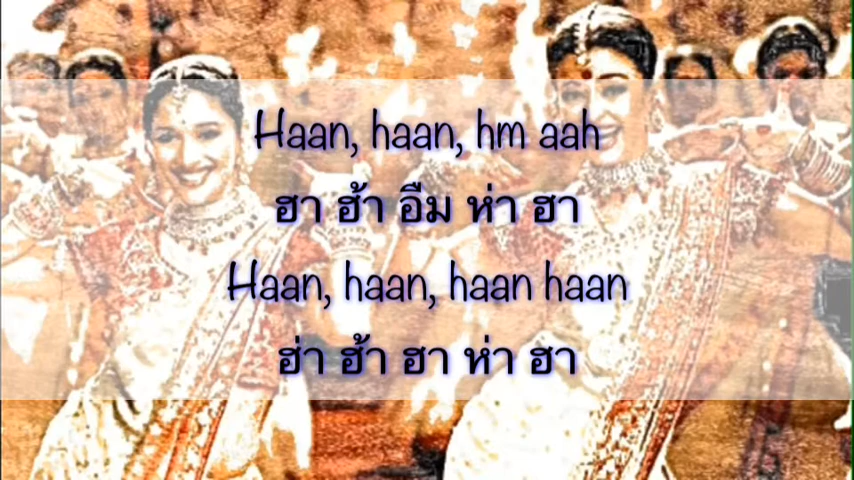 Haan, haan, hm aah
ฮา ฮ้า อืม ห่า ฮา
Haan, haan, haan haan
ฮ่า ฮ้า ฮา ห่า ฮา